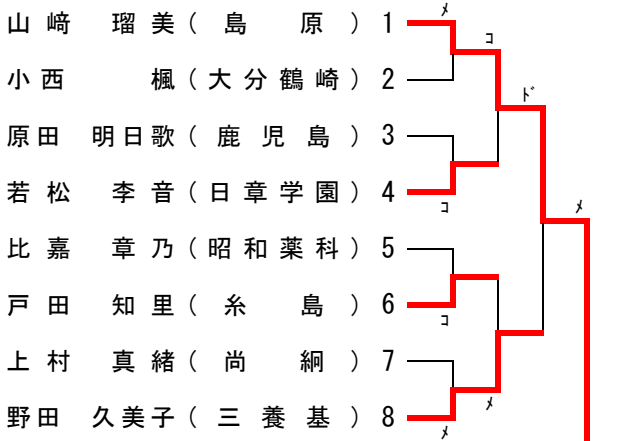 メ
山﨑 瑠美(島原) 1
コ
小西 楓(大分鶴崎) 2
ド
原田 明日歌(鹿児島) 3
若松 李音(日章学園) 4
コ
メ
比嘉 章乃(昭和薬科) 5
戸田 知里(糸島) 6
コ
上村 真緒(尚絅) 7
メ
野田 久美子(三養基) 8
メ